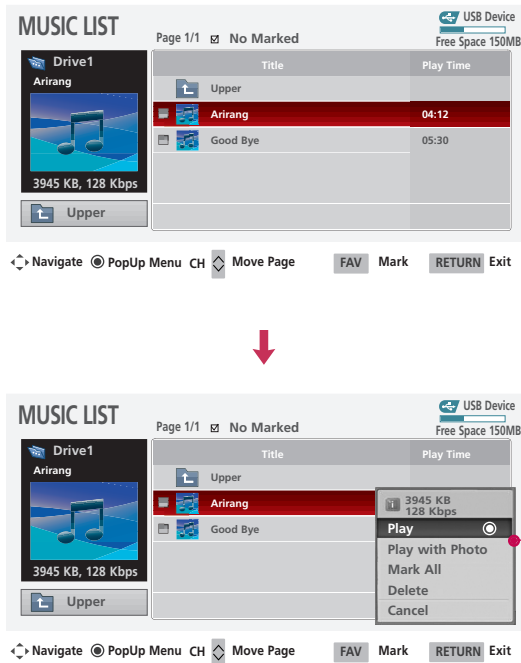 MUSIC LIST
Page 1/1 No Marked
USB Device
Free Space 150MB
Drive1
Arirang
3945 KB, 128 Kbps
Upper
Title Play Time
Upper
Arirang 04:12
Good Bye 05:30
Navigate PopUp Menu CH Move Page FAV Mark RETURN Exit
MUSIC LIST
Page 1/1 No Marked
USB Device
Free Space 150MB
Drive1
Arirang
3945 KB, 128 Kbps
Upper
Title Play Time
Upper
Arirang
Good Bye
3945 KB
128 Kbps
Play
Play with Photo
Mark All
Delete
Cancel
Navigate PopUp Menu CH Move Page FAV Mark RETURN Exit